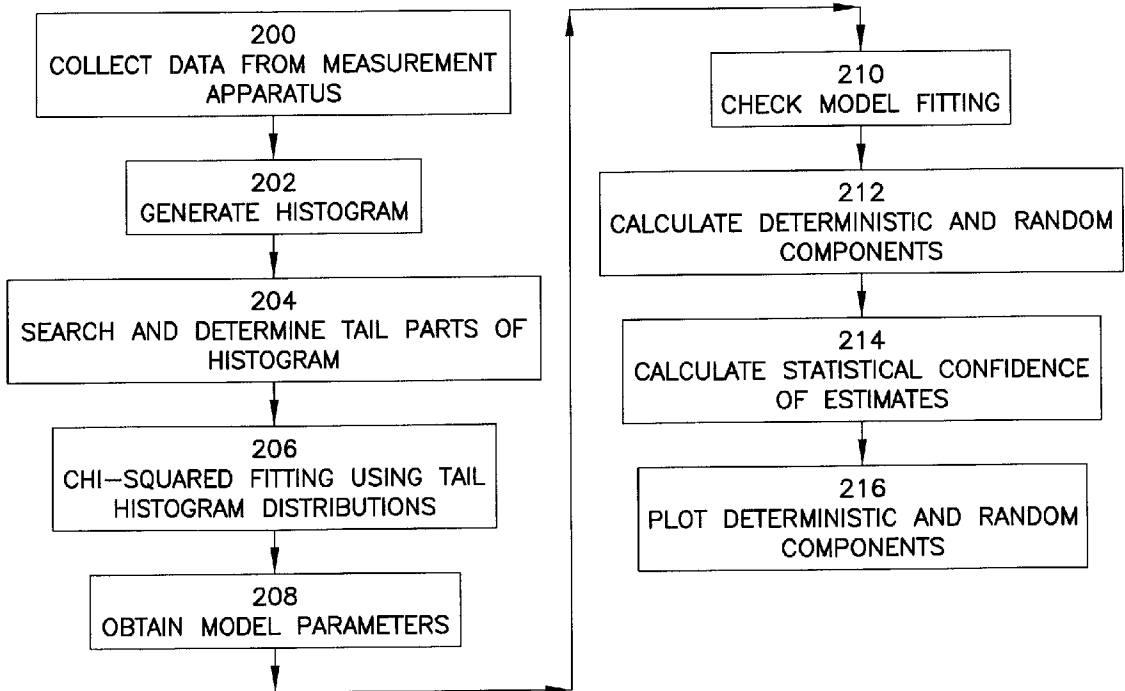 200
COLLECT DATA FROM MEASUREMENT
APPARATUS
202
GENERATE HISTOGRAM
204
SEARCH AND DETERMINE TAIL PARTS OF
HISTOGRAM
206
CHI-SQUARED FITTING USING TAIL
HISTOGRAM DISTRIBUTIONS
208
OBTAIN MODEL PARAMETERS
210
CHECK MODEL FITTING
212
CALCULATE DETERMINISTIC AND RANDOM
COMPONENTS
214
CALCULATE STATISTICAL CONFIDENCE
OF ESTIMATES
216
PLOT DETERMINISTIC AND RANDOM
COMPONENTS